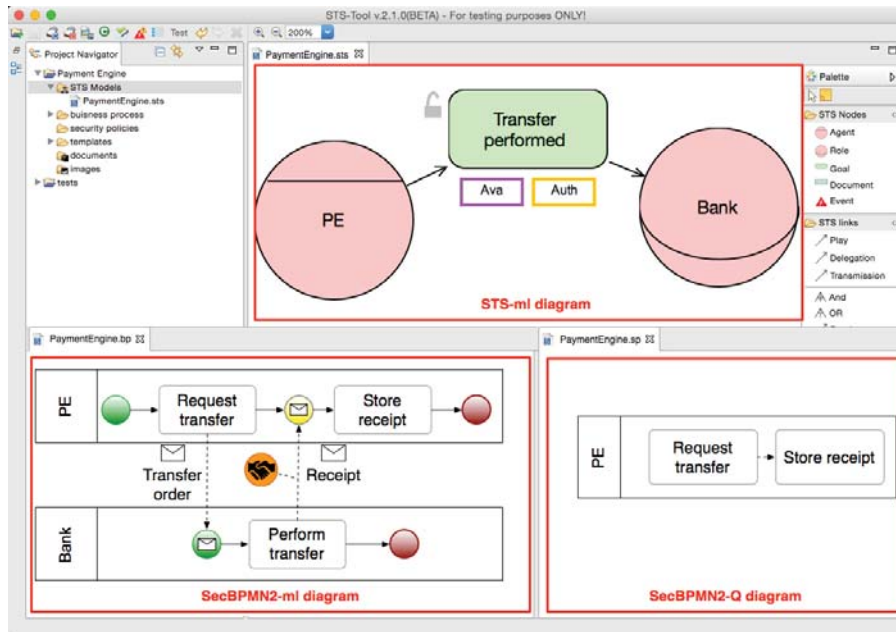 STS-Tool v.2.1.0(BETA) - For testing purposes ONLY!
Test
200%
Project Navigator
Payment Engine
STS Models
PaymentEngine.sts
buisness process
security policies
templates
documents
images
tests
PaymentEngine.sts
Transfer
performed
PE
Ava
Auth
Bank
STS-ml diagram
Palette
STS Nodes
Agent
Role
Goal
Document
Event
STS links
Play
Delegation
Transmission
And
OR
PaymentEngine.bp
PE
Request
transfer
Store
receipt
Transfer
order
Receipt
Bank
Perform
transfer
SecBPMN2-ml diagram
PaymentEngine.sp
PE
Request
transfer
Store receipt
SecBPMN2-Q diagram